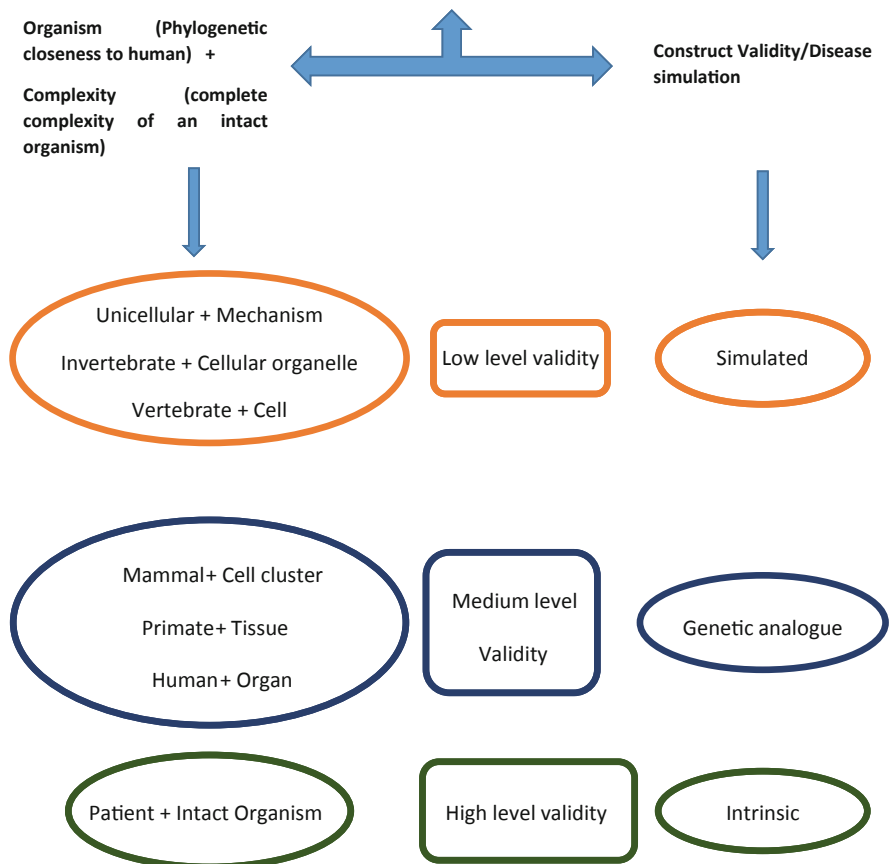 Organism (Phylogenetic
closeness to human) +
Complexity (complete
complexity of an intact
organism)
Construct Validity/Disease
simulation
Unicellular + Mechanism
Invertebrate + Cellular organelle
Vertebrate + Cell
Low level validity
Simulated
Mammal+ Cell cluster
Primate+ Tissue
Human+ Organ
Medium level
Validity
Genetic analogue
Patient + Intact Organism
High level validity
Intrinsic